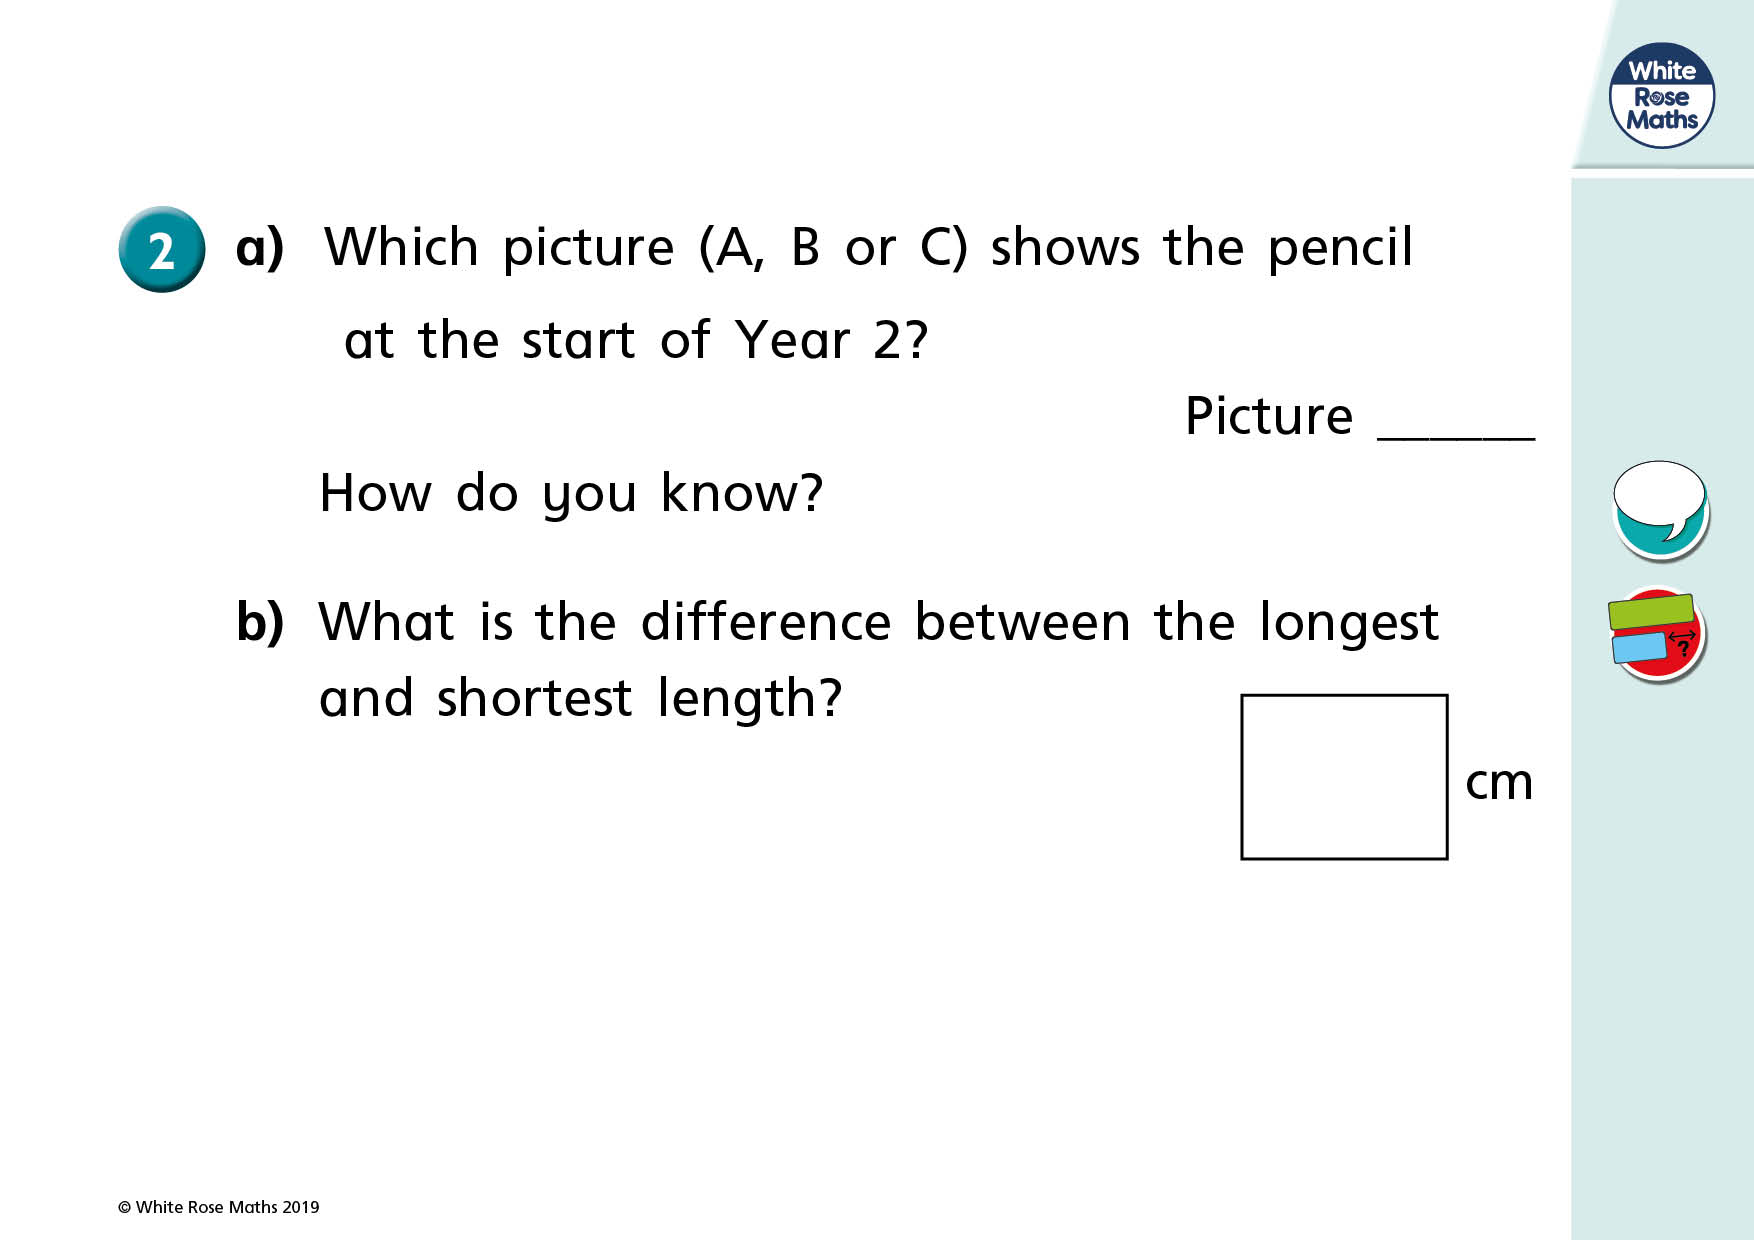 White
Rose
Maths
2 a) Which picture (A, B or C) shows the pencil
at the start of Year 2?
Picture ______
How do you know?
b) What is the difference between the longest
and shortest length?
cm
?
© White Rose Maths 2019